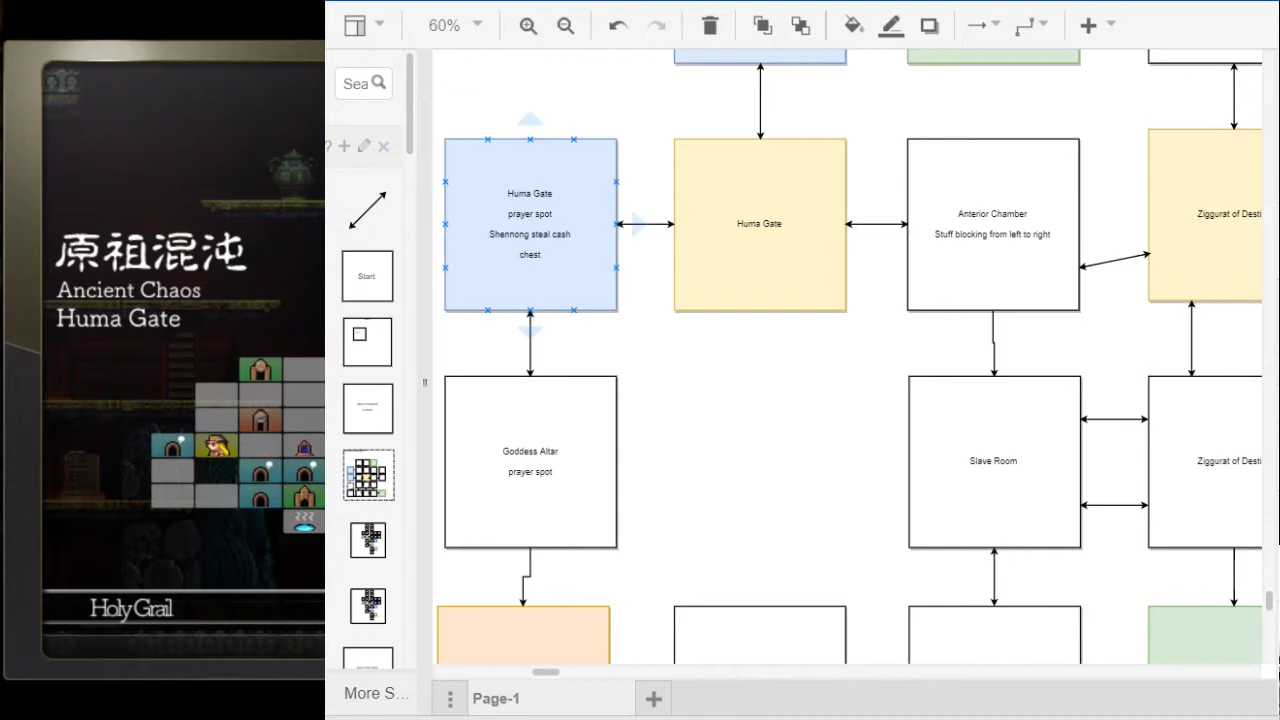 原祖混沌
Ancient Chaos
Huma Gate
Holy Grail
60%
Sea
?
Start
More S...
Huma Gate
prayer spot
Shennong steal cash
chest
Huma Gate
Anterior Chamber
Stuff blocking from left to right
Ziggurat of Desti
Goddess Altar
prayer spot
Slave Room
Ziggurat of Desti
Page-1